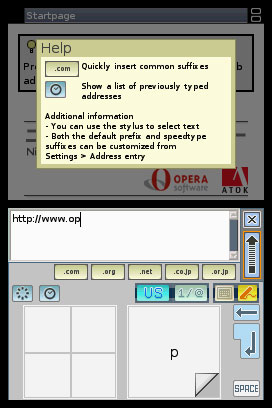 Startpage
Help
.com Quickly insert common suffixes
Show a list of previously typed
addresses
Additional information
- You can use the stylus to select text
- Both the default prefix and speedtype
suffixes can be customized from
Settings > Address entry
OPERA
software
ATOK
http://www.op
.com .org .net .co.jp .or.jp
US 1/@
p
SPACE